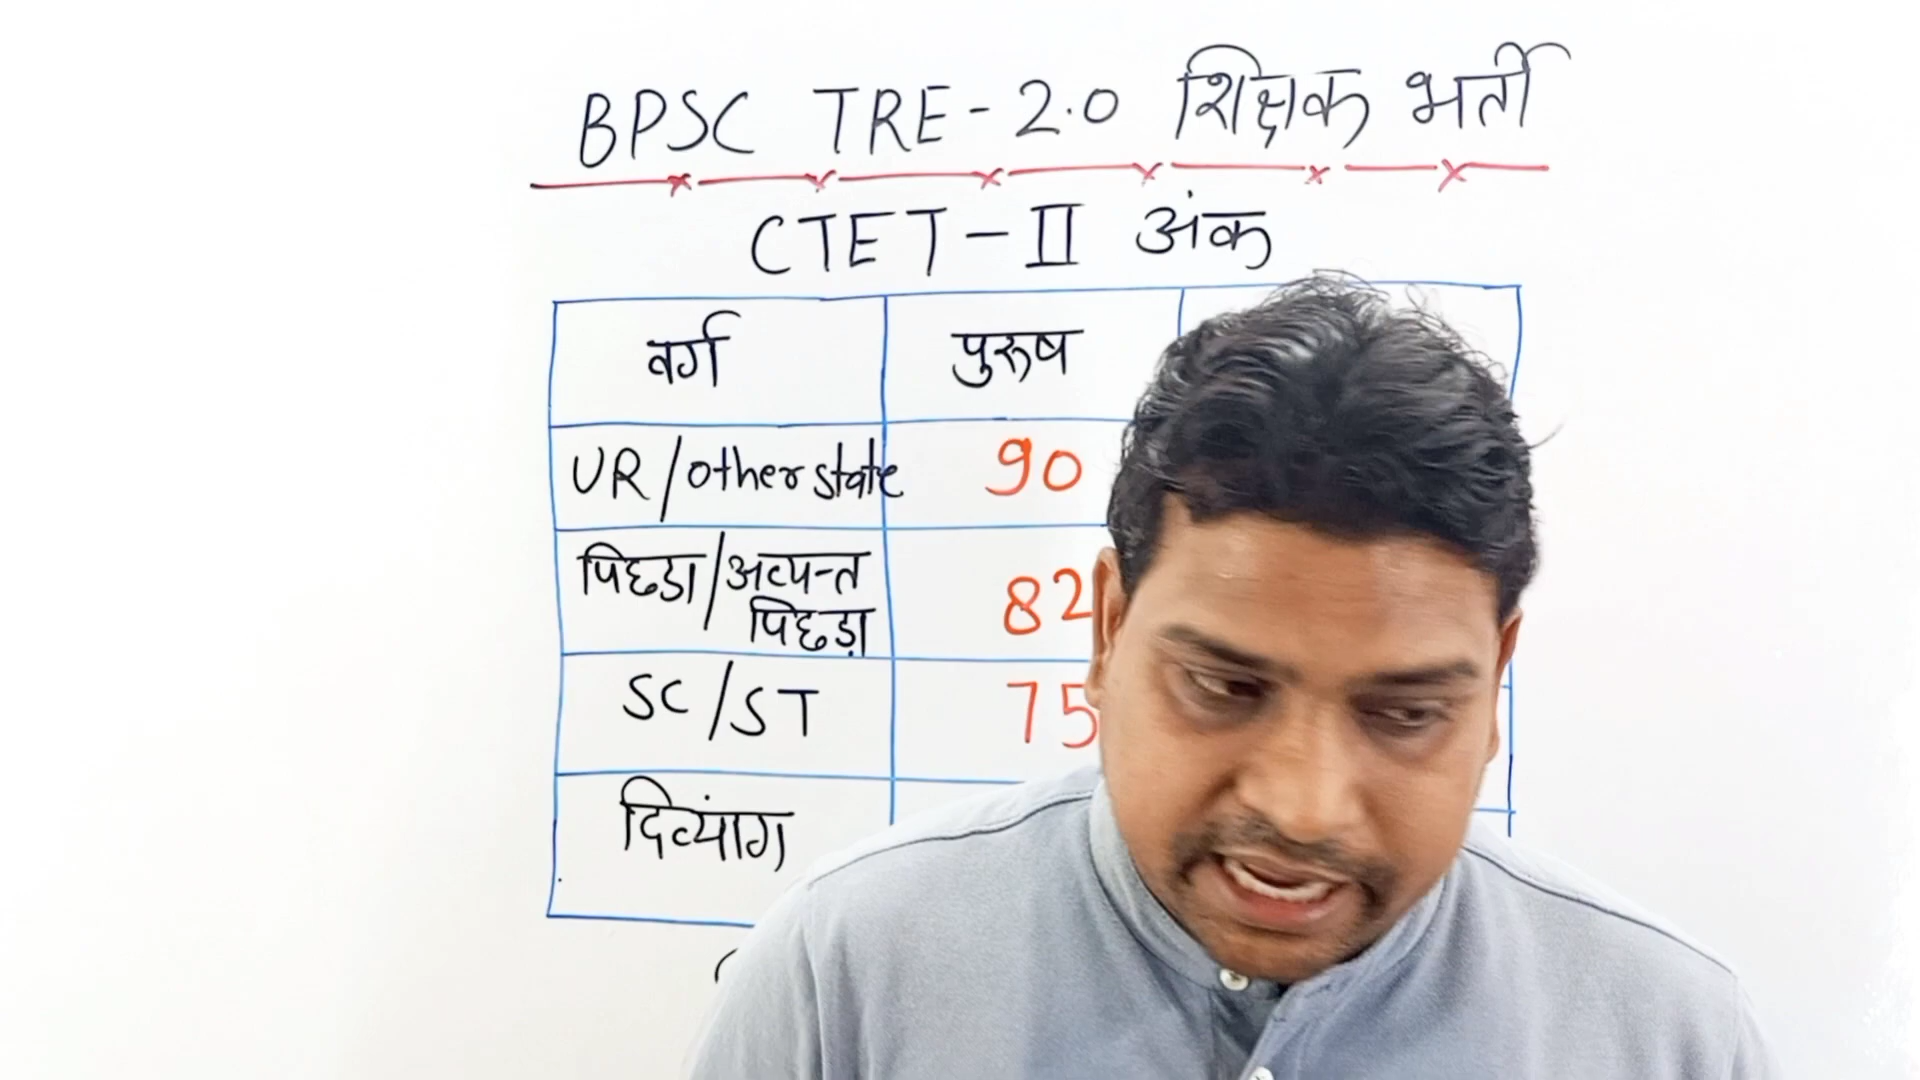 BPSC TRE-2.0 शिक्षक भर्ती
CTET-II अंक
वर्ग पुरुष
UR/other state 90
पिछडा/अत्यन्त
पिछड़ा 82
SC/ST 75
दिव्यांग